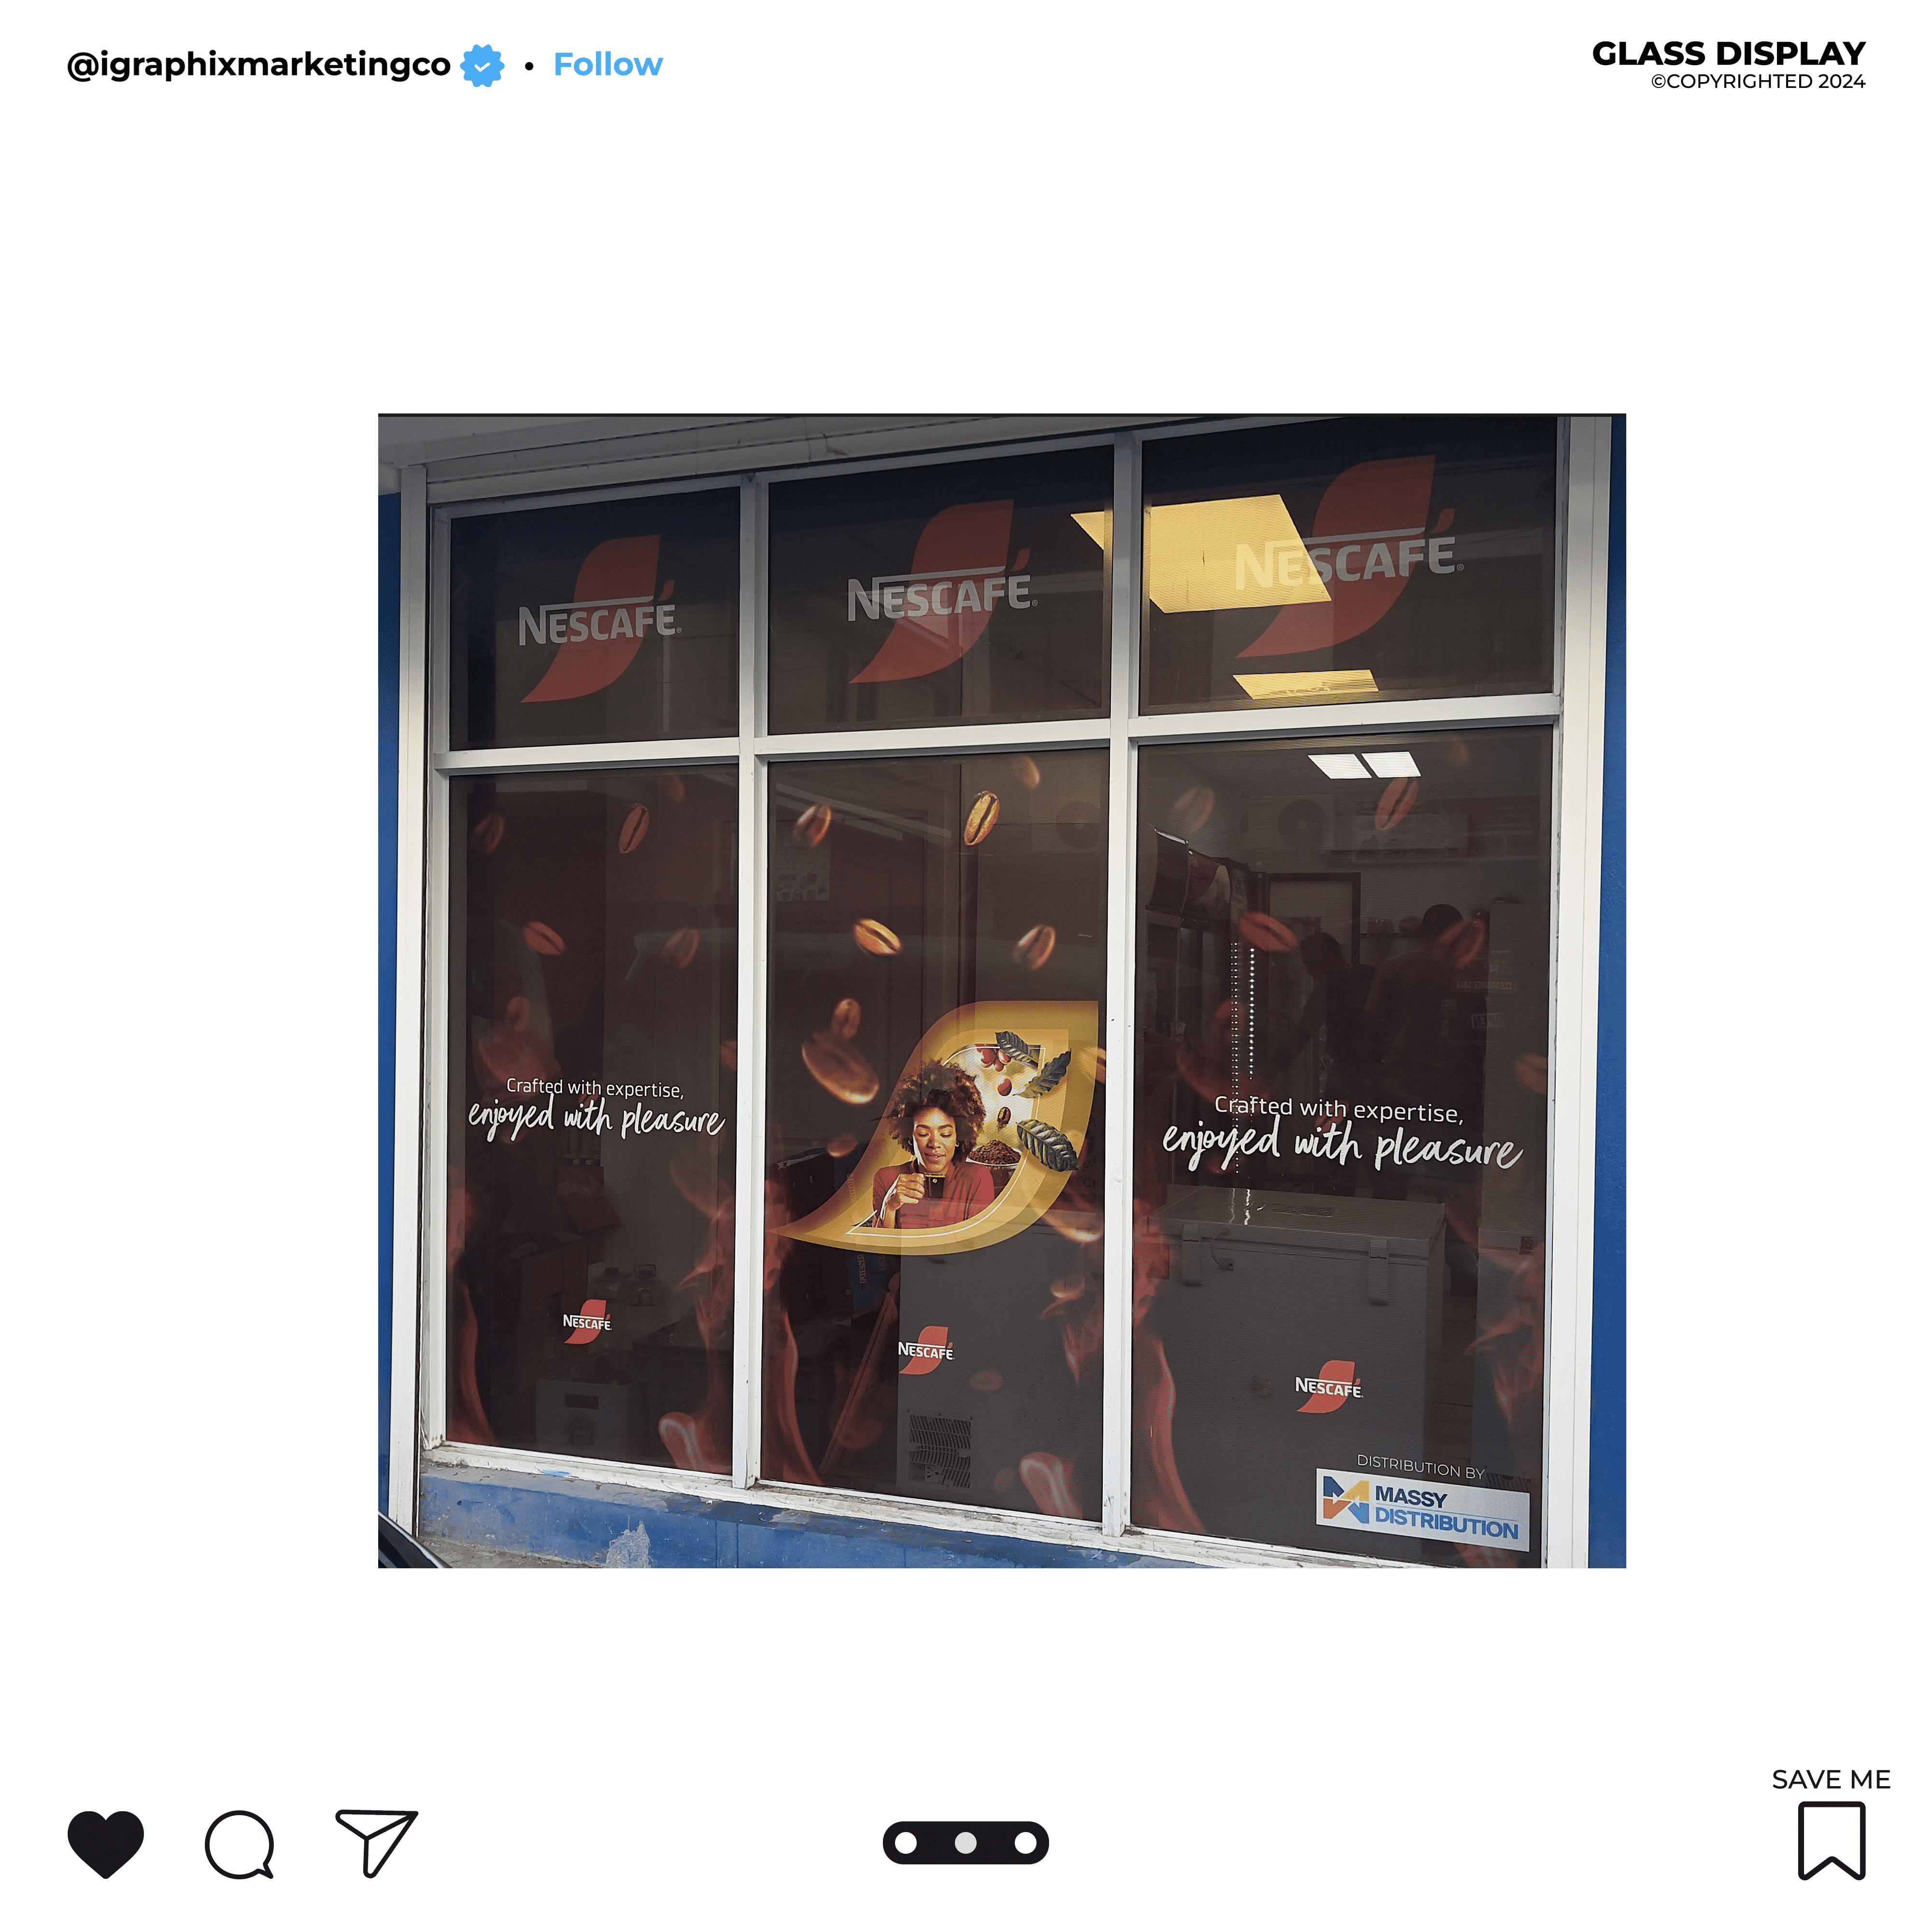 @igraphixmarketingco • Follow
GLASS DISPLAY
©COPYRIGHTED 2024
NESCAFÉ®
NESCAFÉ®
NESCAFÉ®
Crafted with expertise,
enjoyed with pleasure
Crafted with expertise,
enjoyed with pleasure
NESCAFÉ
NESCAFÉ
NESCAFÉ
DISTRIBUTION BY
MASSY
DISTRIBUTION
SAVE ME